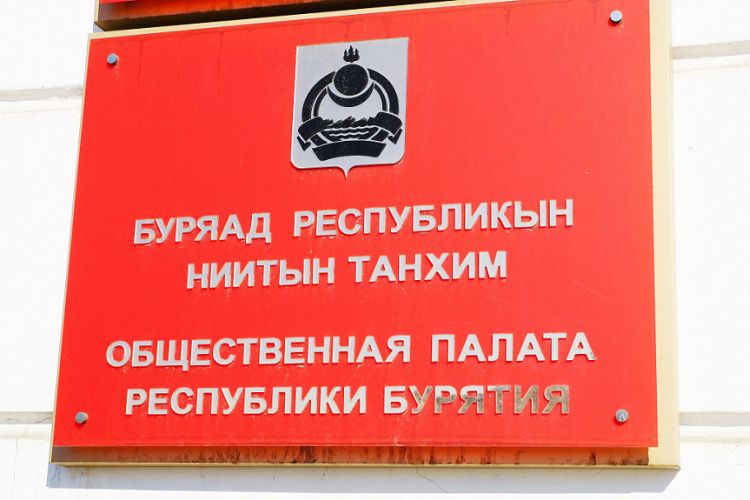 БУРЯАД РЕСПУБЛИКЫН
НИИТЫН ТАНХИМ
ОБЩЕСТВЕННАЯ ПАЛАТА
РЕСПУБЛИКИ БУРЯТИЯ